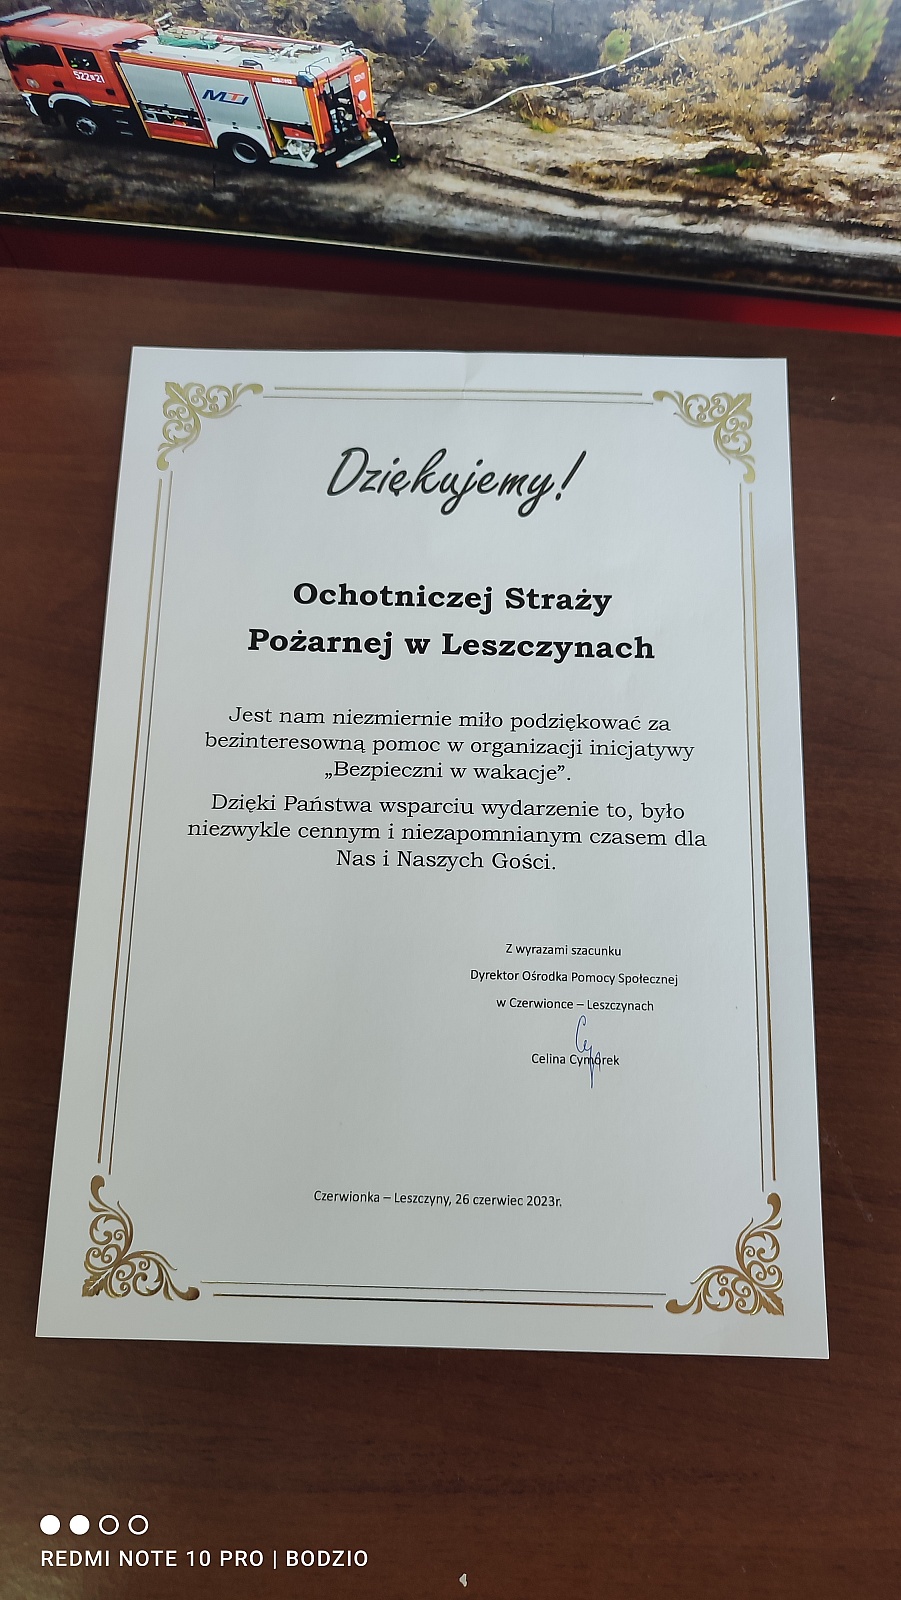 522S21
MTJ
Dziękujemy!
Ochotniczej Straży
Pożarnej w Leszczynach
Jest nam niezmiernie miło podziękować za
bezinteresowną pomoc w organizacji inicjatywy
„Bezpieczni w wakacje”.
Dzięki Państwa wsparciu wydarzenie to, było
niezwykle cennym i niezapomnianym czasem dla
Nas i Naszych Gości.
Z wyrazami szacunku
Dyrektor Ośrodka Pomocy Społecznej
w Czerwionce – Leszczynach
Celina Cymorek
Czerwionka – Leszczyny, 26 czerwiec 2023r.
REDMI NOTE 10 PRO | BODZIO